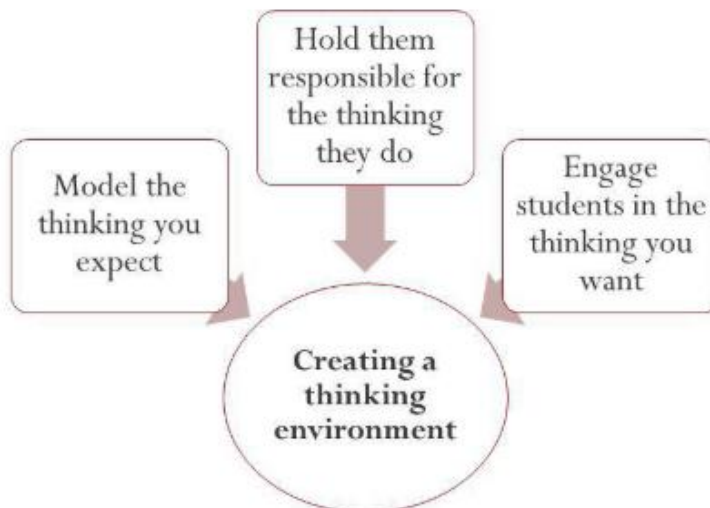 Hold them
responsible for
the thinking
they do
Model the
thinking you
expect
Engage
students in the
thinking you
want
Creating a
thinking
environment